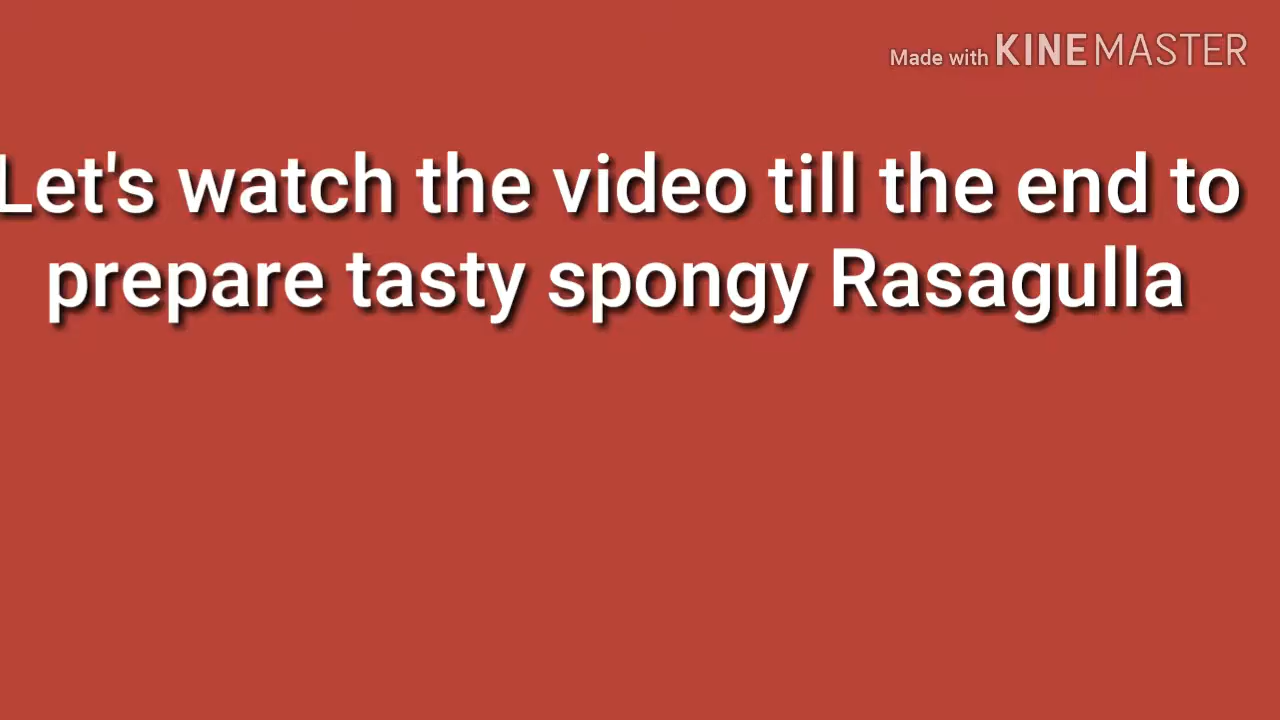 Made with KINEMASTER
Let's watch the video till the end to
prepare tasty spongy Rasagulla